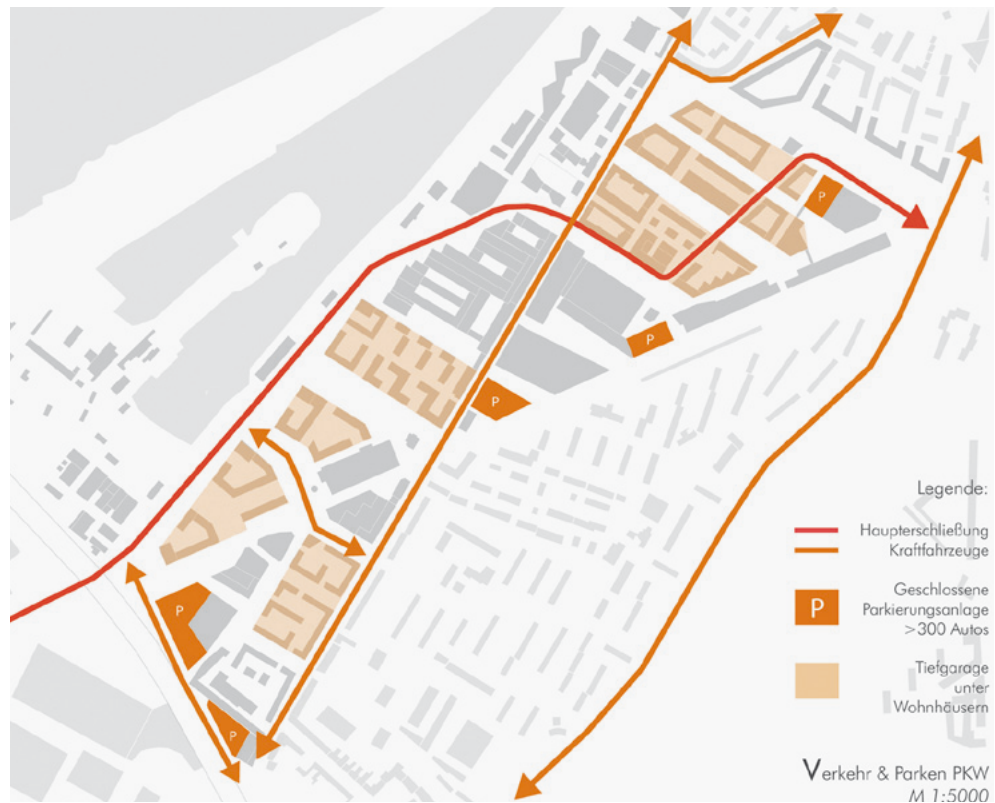 P
P
P
P
P
Legende:
Haupterschließung
Kraftfahrzeuge
P
Geschlossene
Parkierungsanlage
>300 Autos
Tiefgarage
unter
Wohnhäusern
Verkehr & Parken PKW
M 1:5000